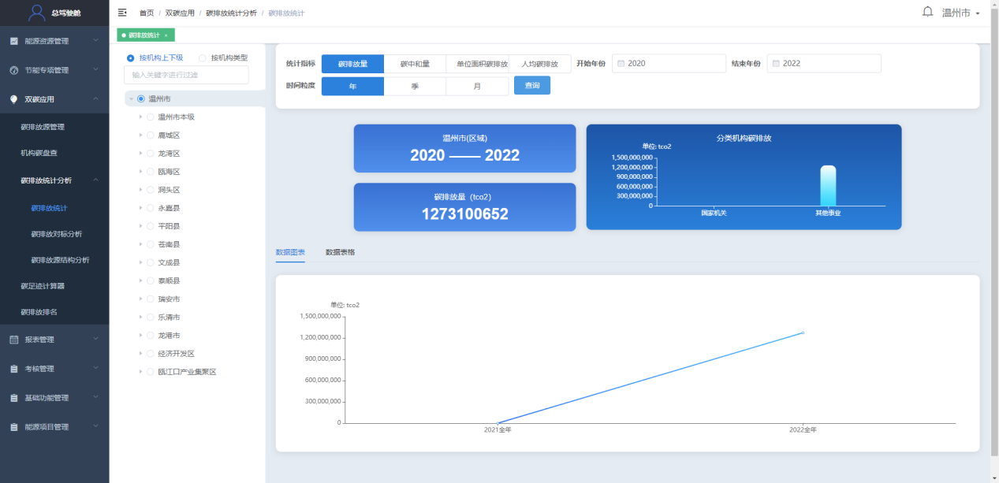 总驾驶舱
首页 / 双碳应用 / 碳排放统计分析 / 碳排放统计
温州市
能源资源管理
节能专项管理
双碳应用
碳排放源管理
机构碳盘查
碳排放统计分析
碳排放统计
碳排放对标分析
碳排放源结构分析
碳足迹计算器
碳排放排名
报表管理
考核管理
基础功能管理
能源项目管理
碳排放统计 ×
按机构上下级 按机构类型
输入关键字进行过滤
温州市
温州市本级
鹿城区
龙湾区
瓯海区
洞头区
永嘉县
平阳县
苍南县
文成县
泰顺县
瑞安市
乐清市
龙港市
经济开发区
瓯江口产业集聚区
统计指标 碳排放量 碳中和量 单位面积碳排放 人均碳排放 开始年份 2020 结束年份 2022
时间粒度 年 季 月 查询
温州市(区域)
2020 —— 2022
碳排放量（tco2）
1273100652
分类机构碳排放
单位: tco2
1,500,000,000
1,200,000,000
900,000,000
600,000,000
300,000,000
0
国家机关 其他事业
数据图表 数据表格
单位: tco2
1,500,000,000
1,200,000,000
900,000,000
600,000,000
300,000,000
0
2021全年 2022全年